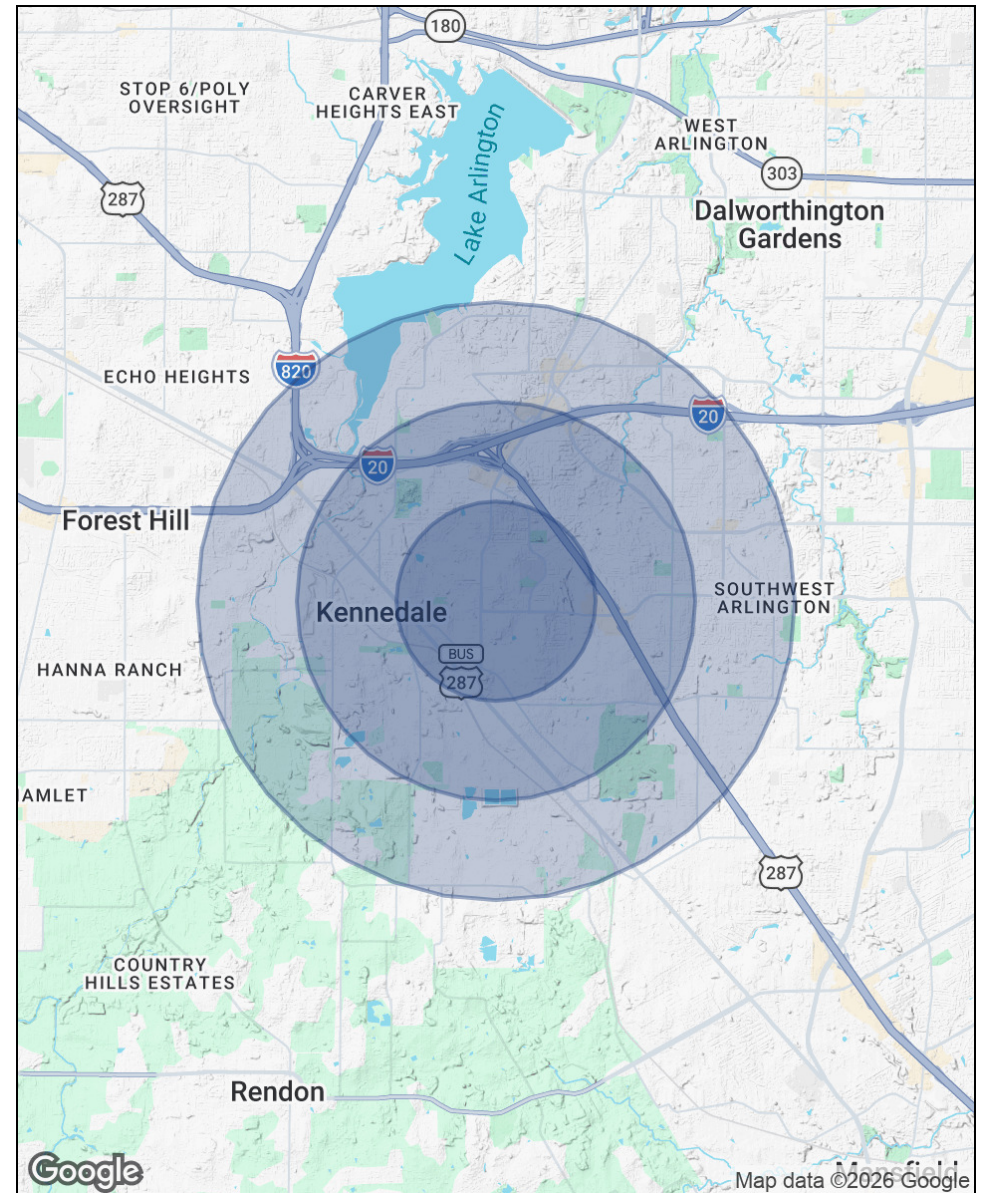 180
STOP 6/POLY
OVERSIGHT
CARVER
HEIGHTS EAST
WEST
ARLINGTON
303
287
Lake Arlington
Dalworthington
Gardens
ECHO HEIGHTS
820
20
20
Forest Hill
SOUTHWEST
ARLINGTON
Kennedale
BUS
287
HANNA RANCH
AMLET
287
COUNTRY
HILLS ESTATES
Rendon
Mansfield
Google
Map data ©2026 Google